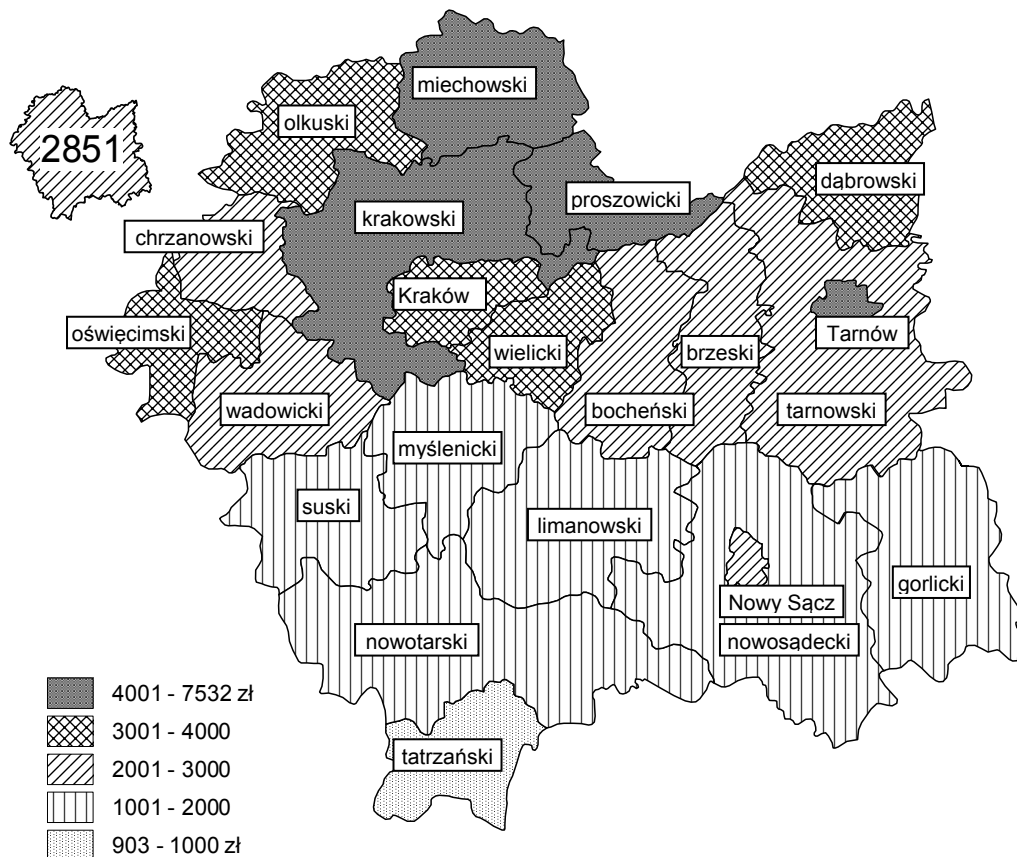 miechowski
olkuski
2851
dąbrowski
proszowicki
krakowski
chrzanowski
Kraków
oświęcimski
Tarnów
wielicki
brzeski
wadowicki
bocheński
tarnowski
myślenicki
suski
limanowski
gorlicki
Nowy Sącz
nowotarski
nowosądecki
4001 - 7532 zł
3001 - 4000
tatrzański
2001 - 3000
1001 - 2000
903 - 1000 zł